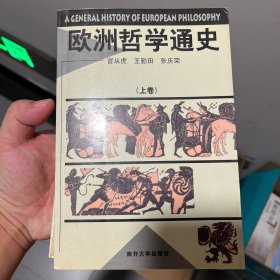 A GENERAL HISTORY OF EUROPEAN PHILOSOPHY
欧洲哲学通史
冒从虎 王勤田 张庆荣
(上卷)
南开大学出版社